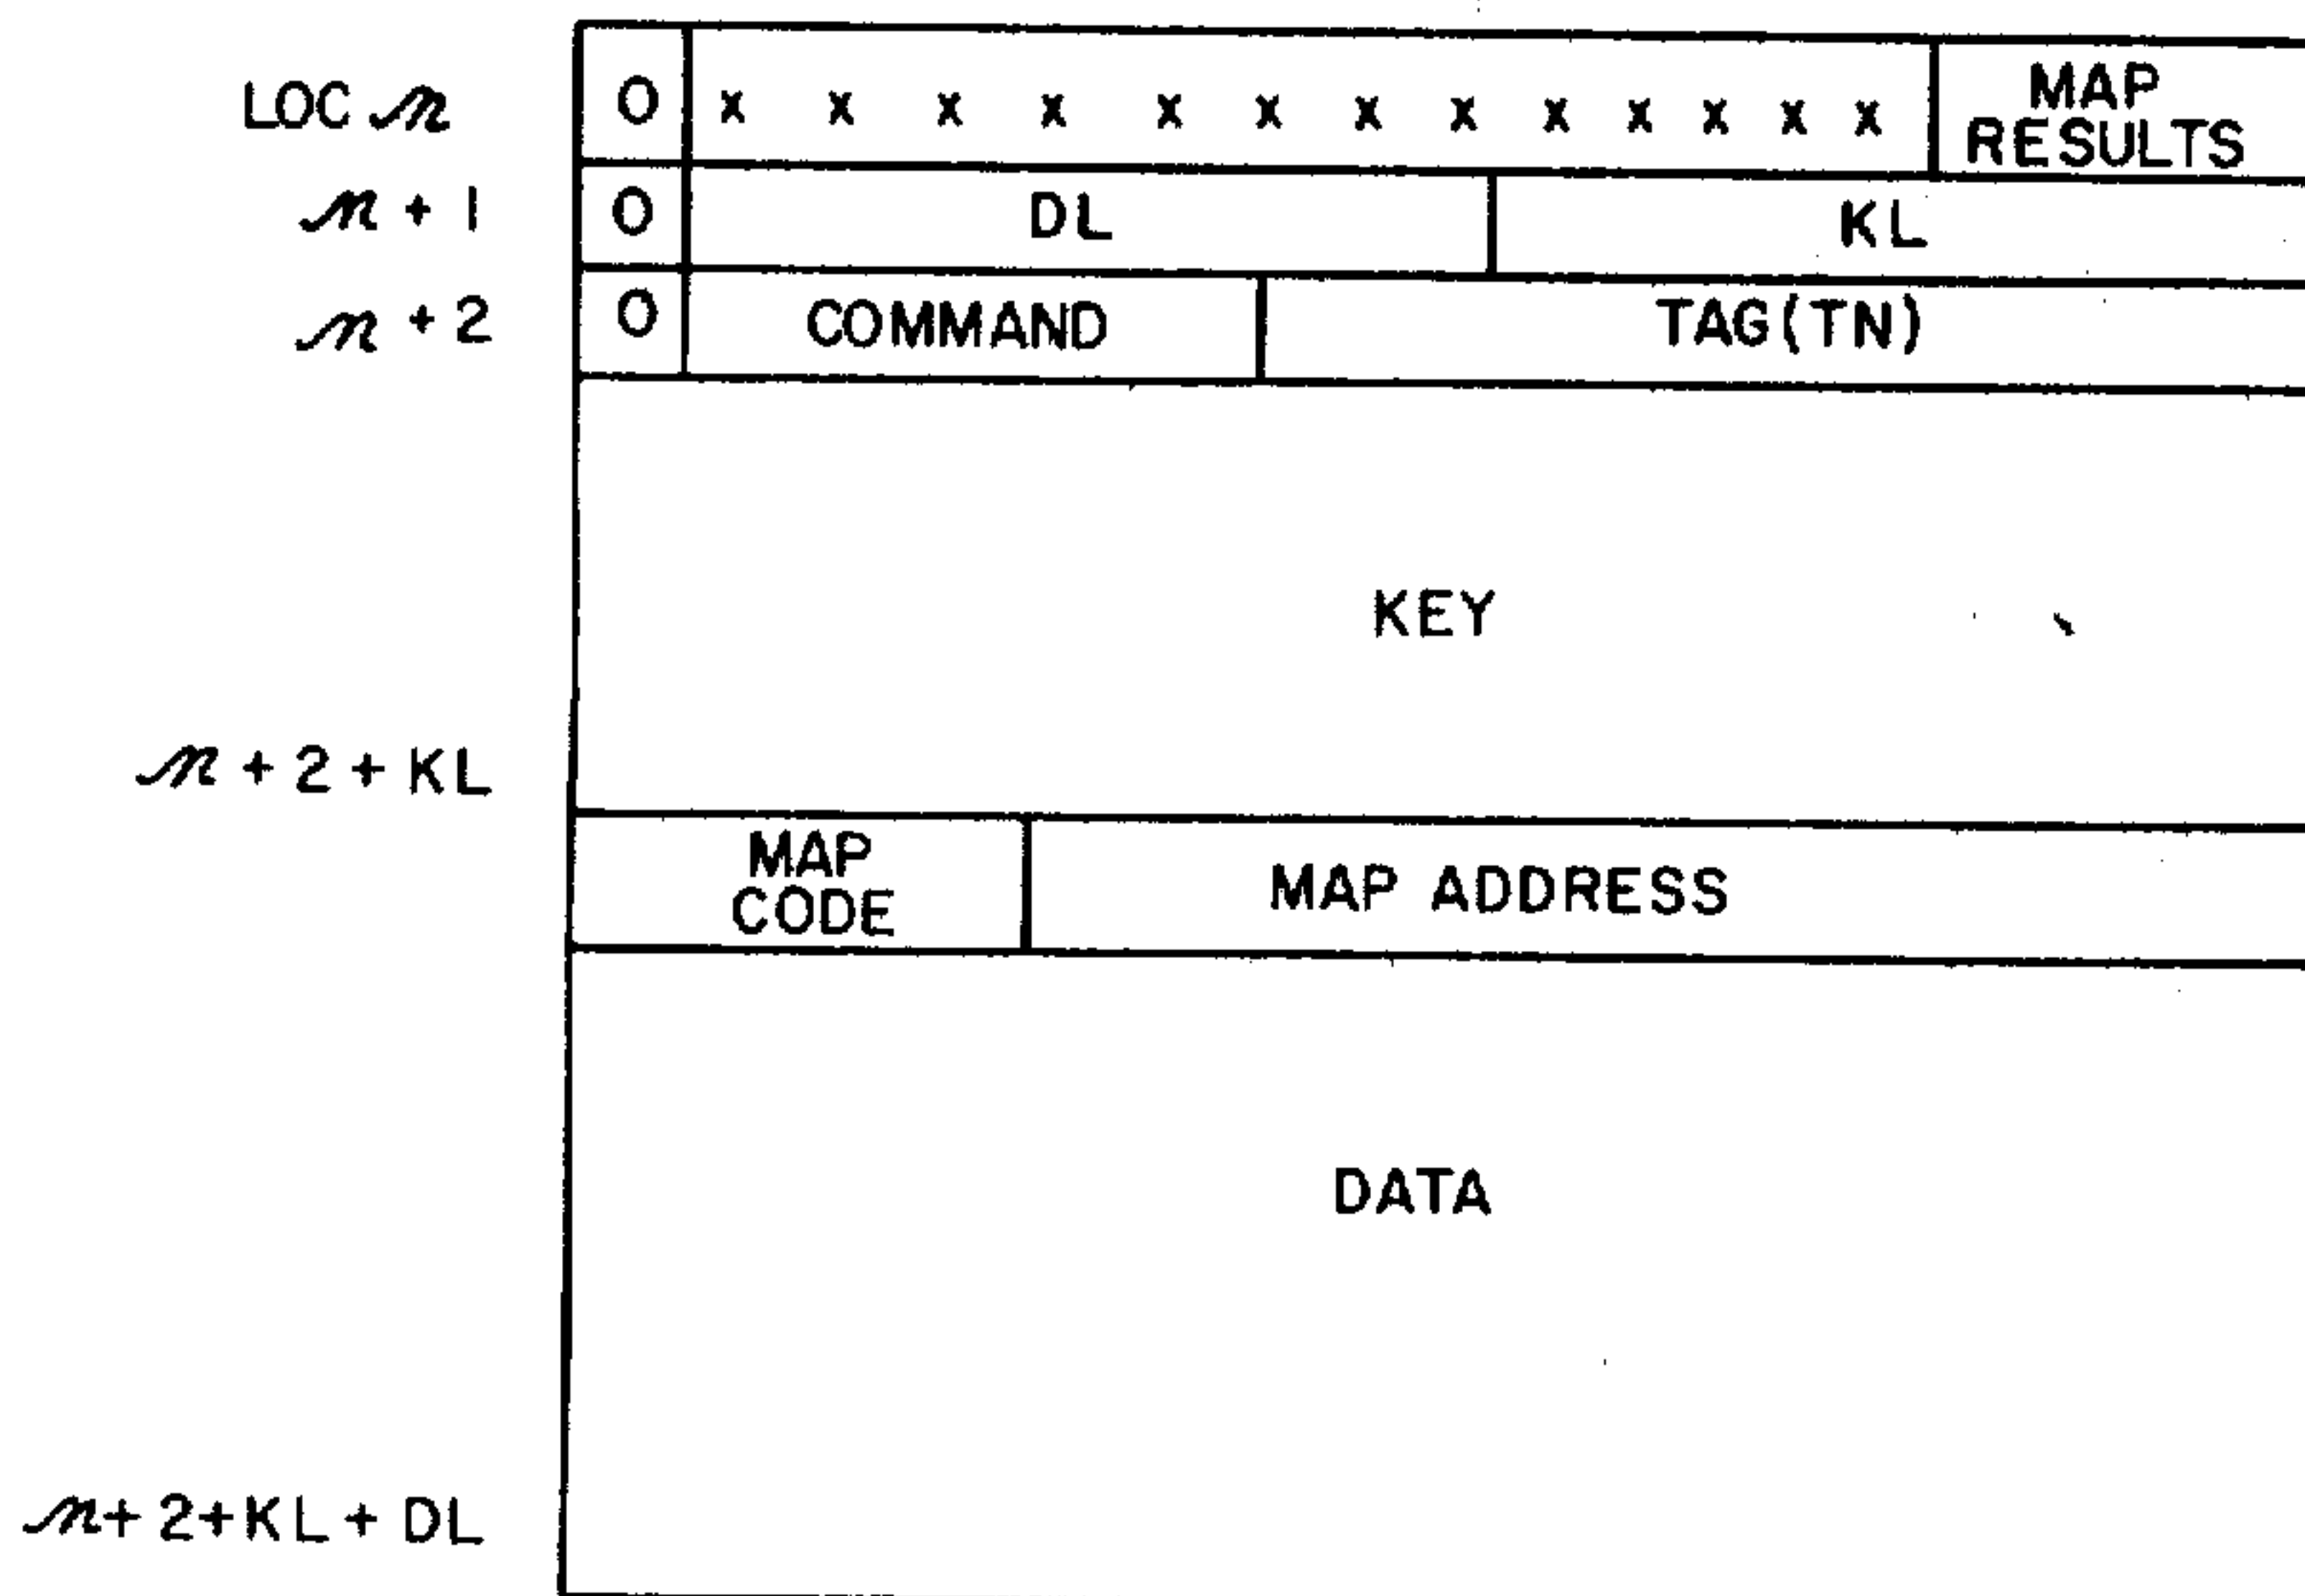 LOC n 0 x x x x x x x x x x x x x MAP RESULTS
n + 1 0 DL KL
n + 2 0 COMMAND TAG(TN)
KEY
n + 2 + KL
MAP CODE MAP ADDRESS
DATA
n + 2 + KL + DL